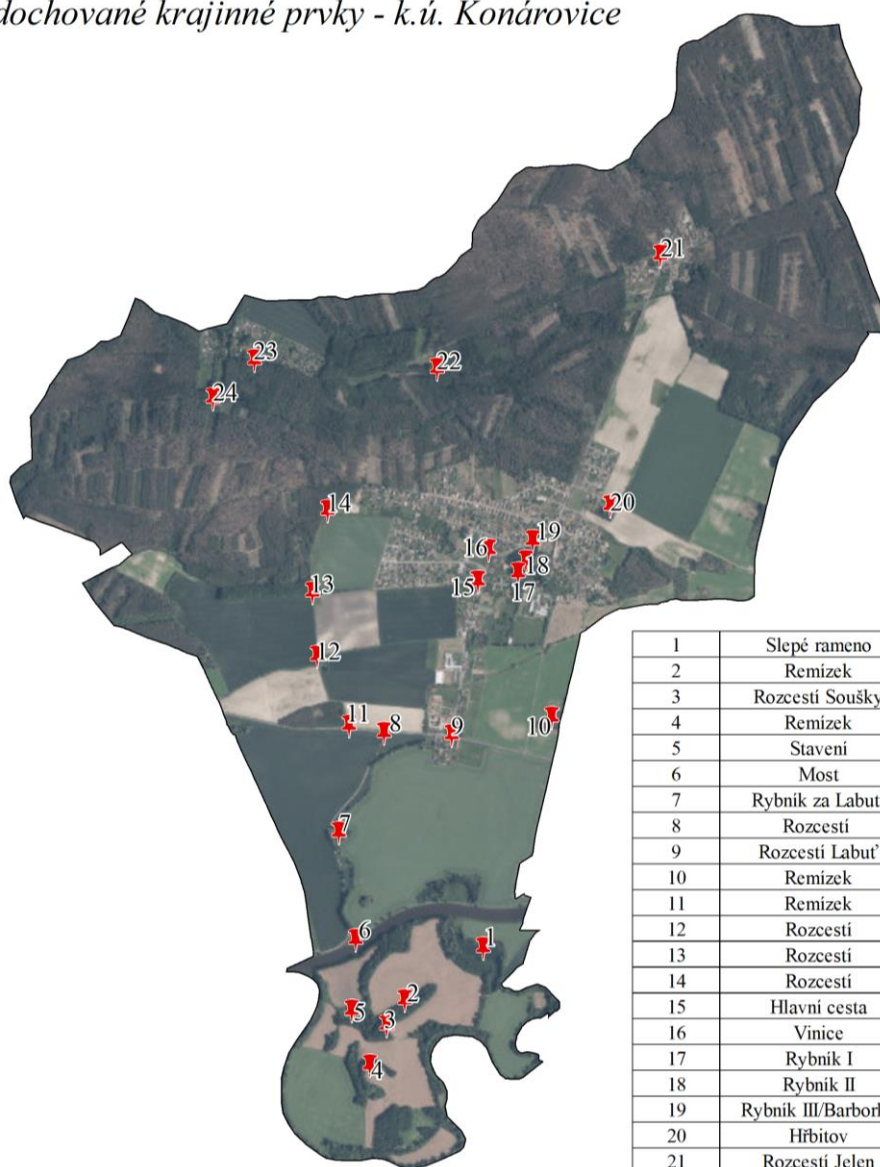 dochované krajinné prvky - k.ú. Konárovice
21
23
22
24
14
20
19
16
18
15
17
13
12
11
8
9
10
7
6
1
2
5
3
4
1 Slepé rameno
2 Remízek
3 Rozcestí Soušky
4 Remízek
5 Stavení
6 Most
7 Rybník za Labut
8 Rozcestí
9 Rozcestí Labuť
10 Remízek
11 Remízek
12 Rozcestí
13 Rozcestí
14 Rozcestí
15 Hlavní cesta
16 Vinice
17 Rybník I
18 Rybník II
19 Rybník III/Barbor
20 Hřbitov
21 Rozcestí Jelen